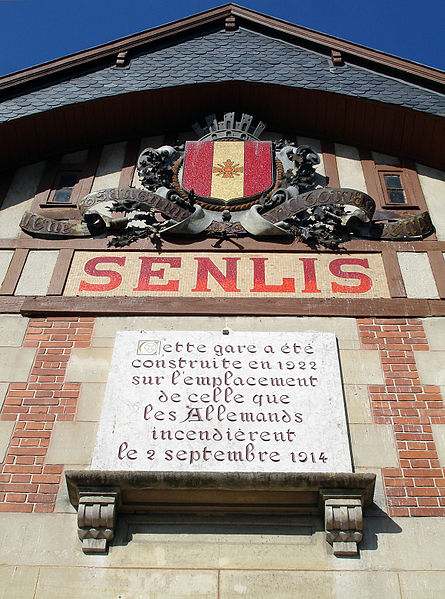 SENLIS
Cette gare a été
construite en 1922
sur l'emplacement
de celle que
les Allemands
incendièrent
le 2 septembre 1914